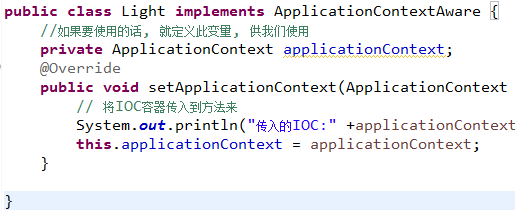 public class Light implements ApplicationContextAware {
//如果要使用的话, 就定义此变量, 供我们使用
private ApplicationContext applicationContext;
@Override
public void setApplicationContext(ApplicationContext
// 将IOC容器传入到方法来
System.out.println("传入的IOC:" +applicationContext
this.applicationContext = applicationContext;
}
}